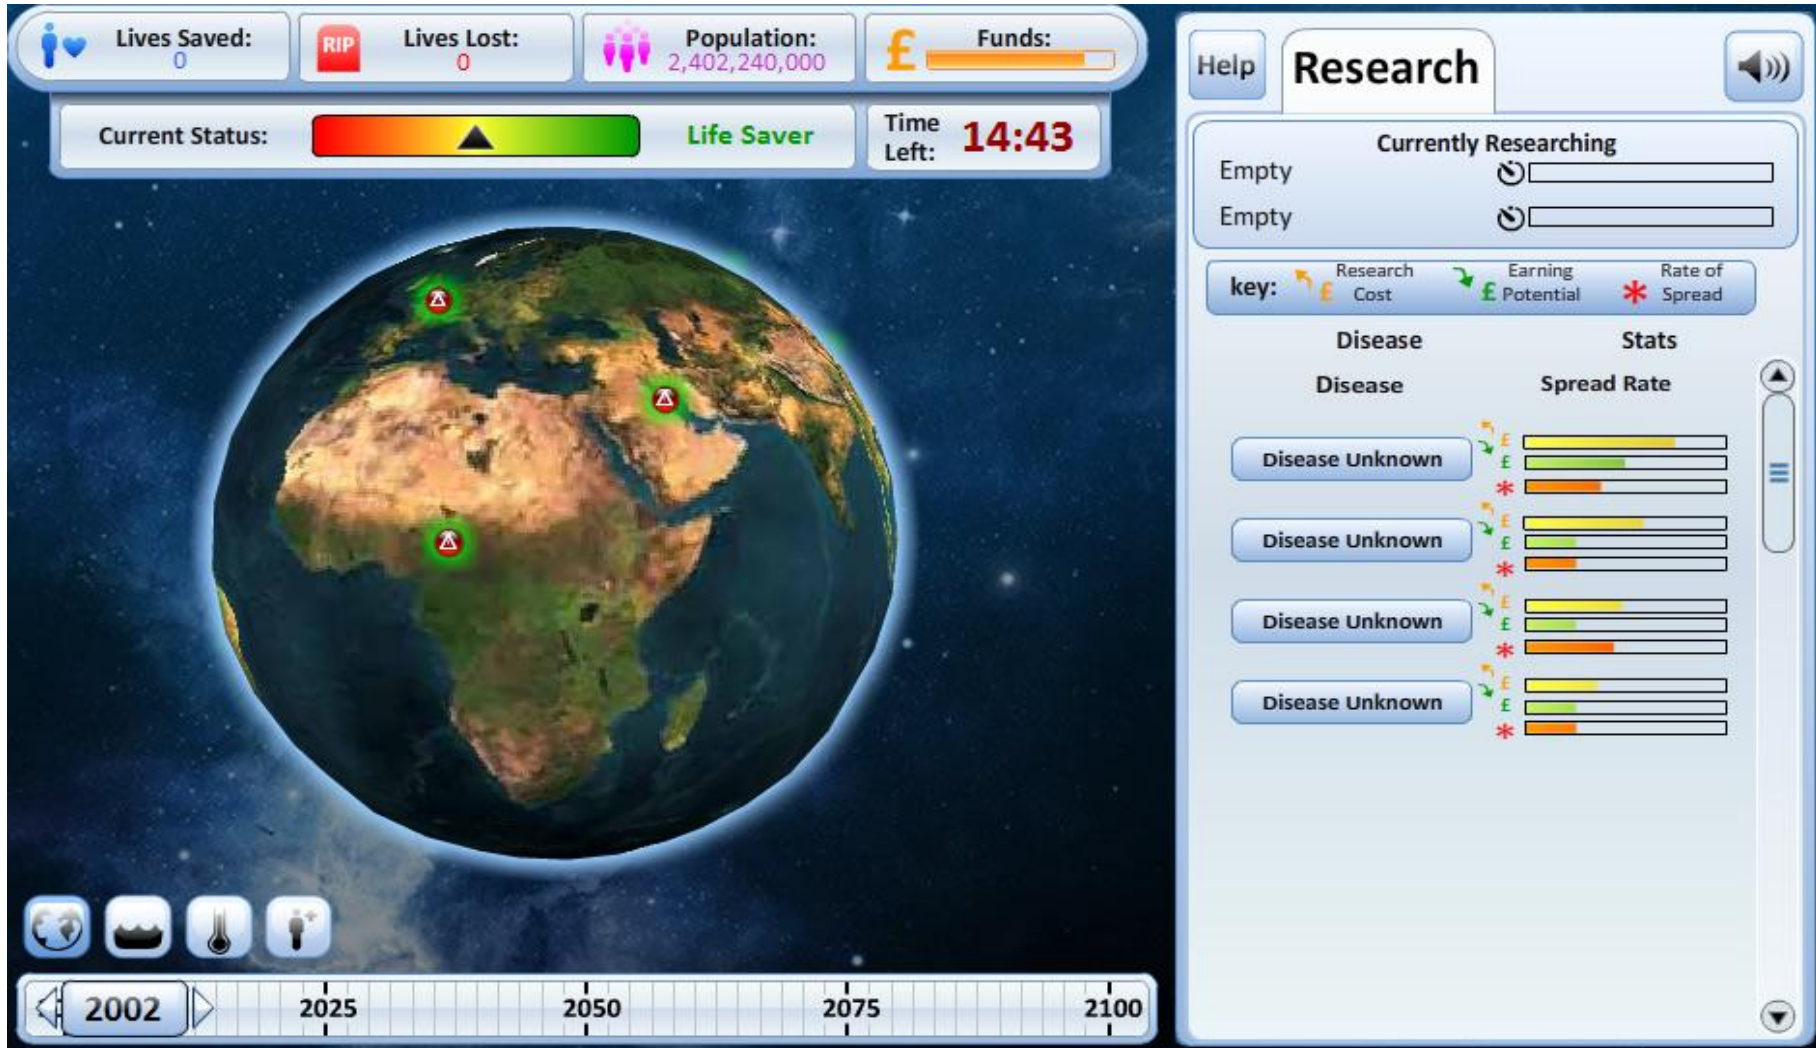 Lives Saved:
0
RIP
Lives Lost:
0
Population:
2,402,240,000
£
Funds:
Current Status:
Life Saver
Time
Left:
14:43
Help
Research
Currently Researching
Empty
Empty
key:
£
Research
Cost
£
Earning
Potential
*
Rate of
Spread
Disease
Stats
Disease
Spread Rate
Disease Unknown
£
£
*
Disease Unknown
£
£
*
Disease Unknown
£
£
*
Disease Unknown
£
£
*
2002
2025
2050
2075
2100